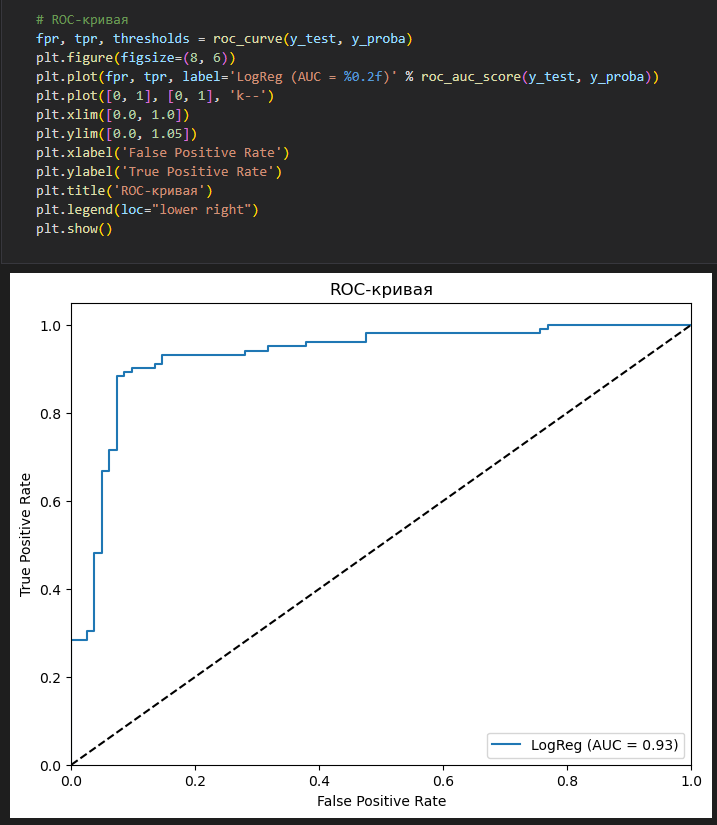 # ROC-кривая
fpr, tpr, thresholds = roc_curve(y_test, y_proba)
plt.figure(figsize=(8, 6))
plt.plot(fpr, tpr, label='LogReg (AUC = %0.2f)' % roc_auc_score(y_test, y_proba))
plt.plot([0, 1], [0, 1], 'k--')
plt.xlim([0.0, 1.0])
plt.ylim([0.0, 1.05])
plt.xlabel('False Positive Rate')
plt.ylabel('True Positive Rate')
plt.title('ROC-кривая')
plt.legend(loc="lower right")
plt.show()
ROC-кривая
1.0
0.8
0.6
0.4
0.2
0.0
True Positive Rate
LogReg (AUC = 0.93)
0.0 0.2 0.4 0.6 0.8 1.0
False Positive Rate